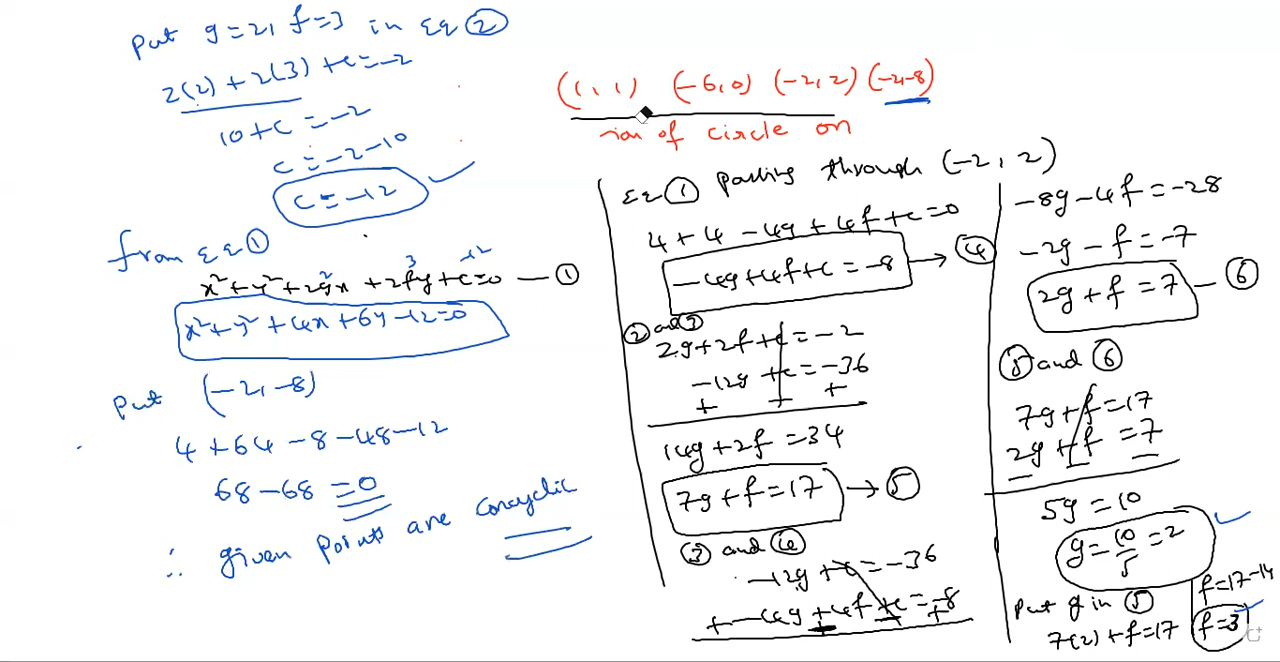 (1, 1) (-6, 0) (-2, 2) (-2, -8)
ion of circle on
Eq ① passing through (-2, 2)
4 + 4 - 4g + 4f + c = 0
-4g + 4f + c = -8 → ④
② and ③
2g + 2f + c = -2
-12g + c = -36
+ - +
14g + 2f = 34
7g + f = 17 → ⑤
③ and ④
-12g + c = -36
+ -4g + 4f + c = -8
- - +
-8g - 4f = -28
-2g - f = -7
2g + f = 7 - ⑥
⑤ and ⑥
7g + f = 17
2g + f = 7
- - -
5g = 10
g = 10/5 = 2
Put g in ⑤
7(2) + f = 17
f = 17 - 14
f = 3
Put g = 2, f = 3 in Eq ②
2(2) + 2(3) + c = -2
10 + c = -2
c = -2 - 10
c = -12
from Eq ①
2 3 -12
x² + y² + 2gx + 2fy + c = 0 — ①
x² + y² + 4x + 6y - 12 = 0
Put (-2, -8)
4 + 64 - 8 - 48 - 12
68 - 68 = 0
∴ given points are concyclic